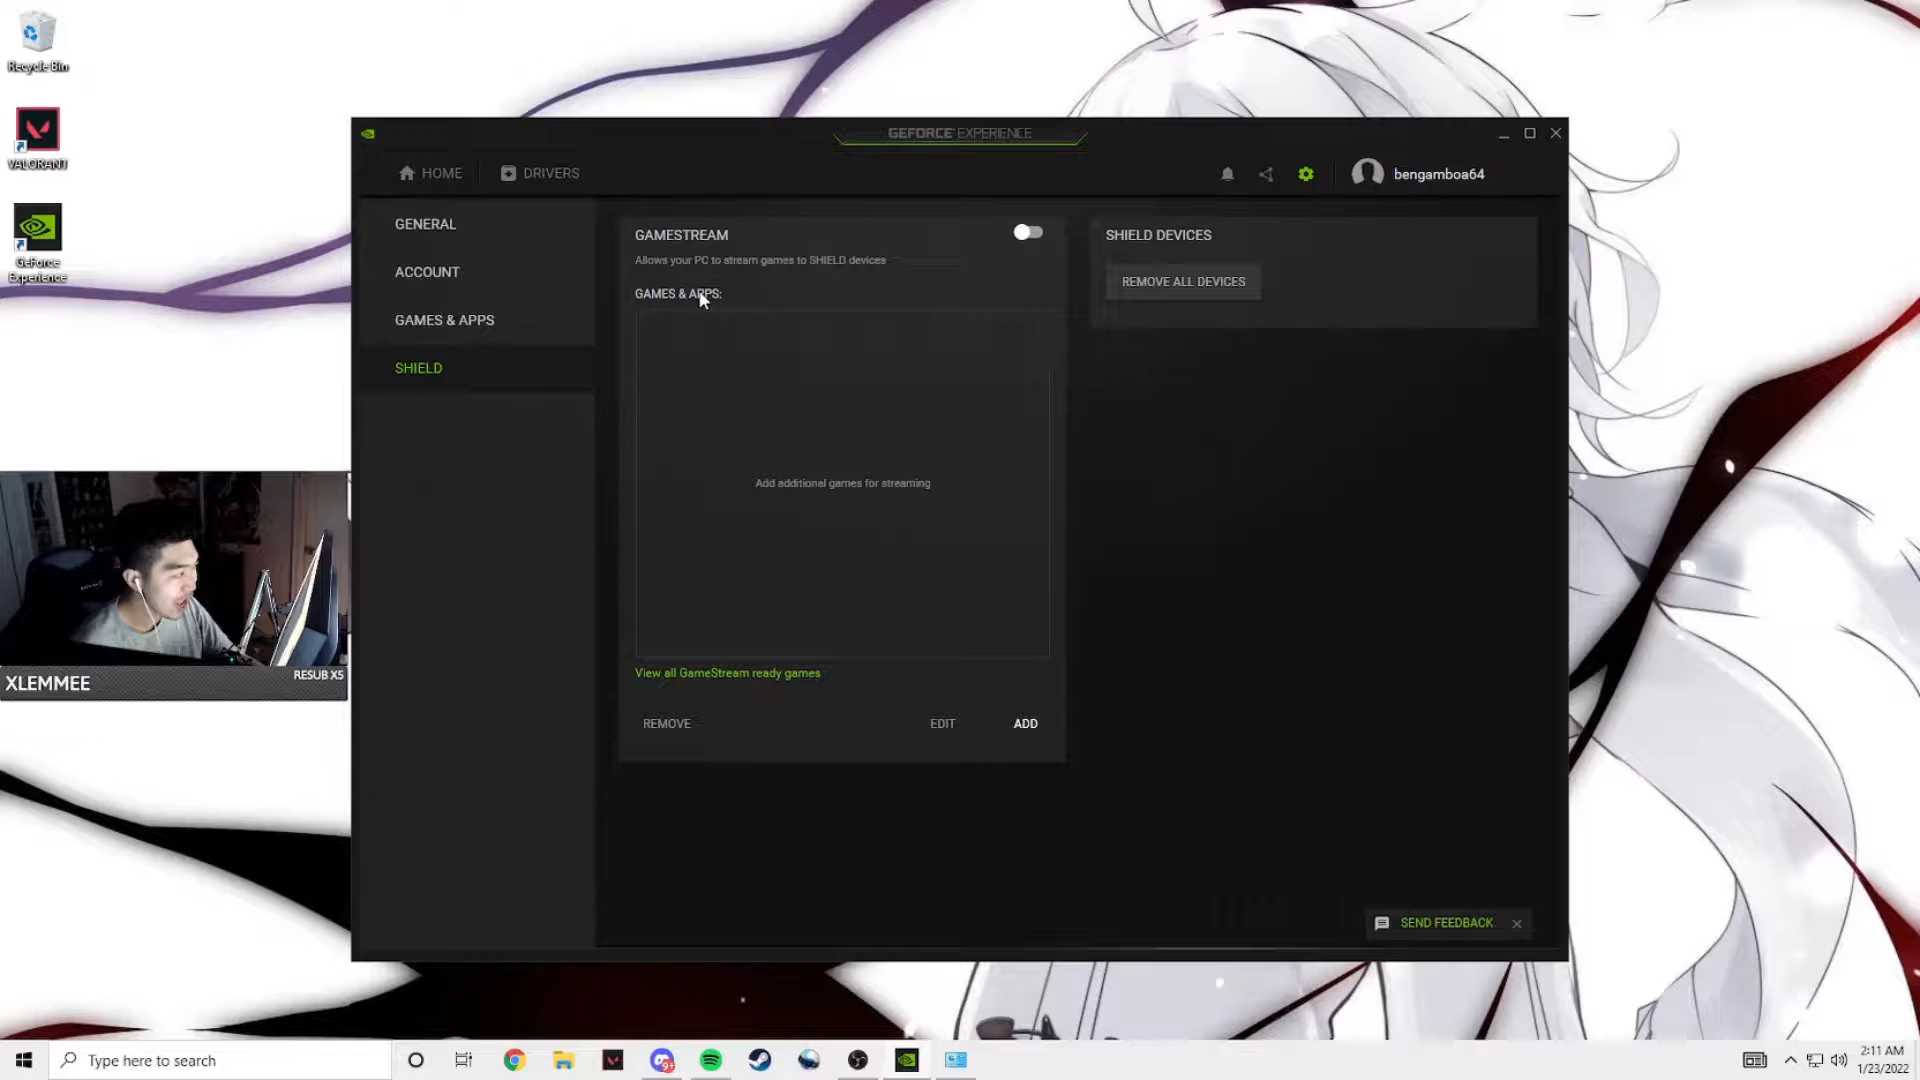 Recycle Bin
VALORANT
GeForce
Experience
GEFORCE EXPERIENCE
HOME
DRIVERS
bengamboa64
GENERAL
ACCOUNT
GAMES & APPS
SHIELD
GAMESTREAM
Allows your PC to stream games to SHIELD devices
GAMES & APPS:
Add additional games for streaming
View all GameStream ready games
REMOVE
EDIT
ADD
SHIELD DEVICES
REMOVE ALL DEVICES
SEND FEEDBACK
XLEMMEE
RESUB X5
Type here to search
9+
2:11 AM
1/23/2022